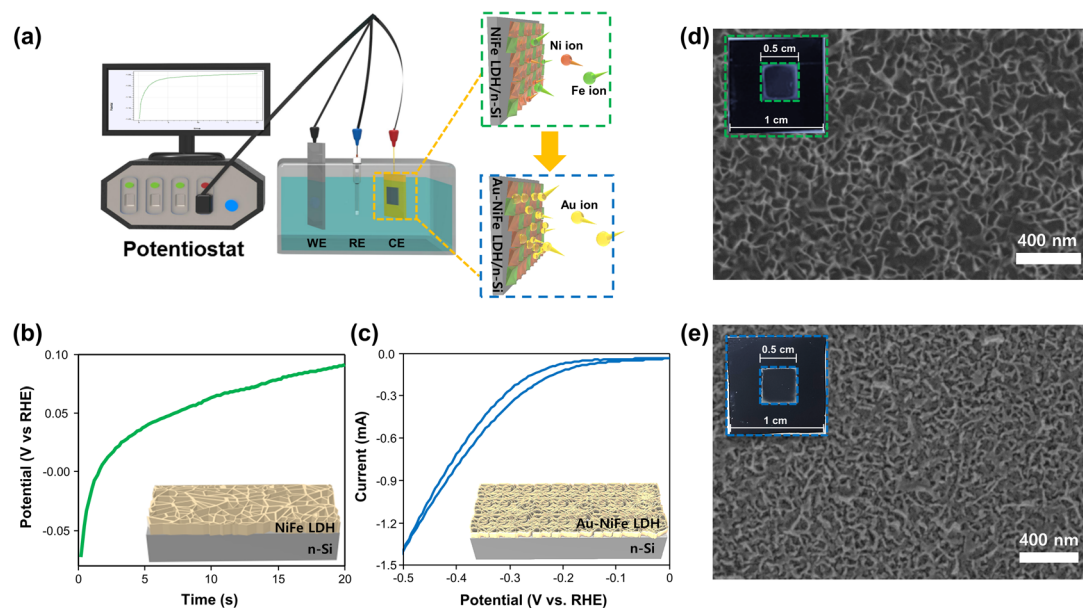 (a)
Potentiostat
WE
RE
CE
NiFe LDH/n-Si
Ni ion
Fe ion
Au-NiFe LDH/n-Si
Au ion
(b)
0.10
0.05
-0.00
-0.05
0
5
10
15
20
Potential (V vs RHE)
Time (s)
NiFe LDH
n-Si
(c)
0.0
-0.3
-0.6
-0.9
-1.2
-1.5
-0.5
-0.4
-0.3
-0.2
-0.1
0
Current (mA)
Potential (V vs. RHE)
Au-NiFe LDH
n-Si
(d)
0.5 cm
1 cm
400 nm
(e)
0.5 cm
1 cm
400 nm